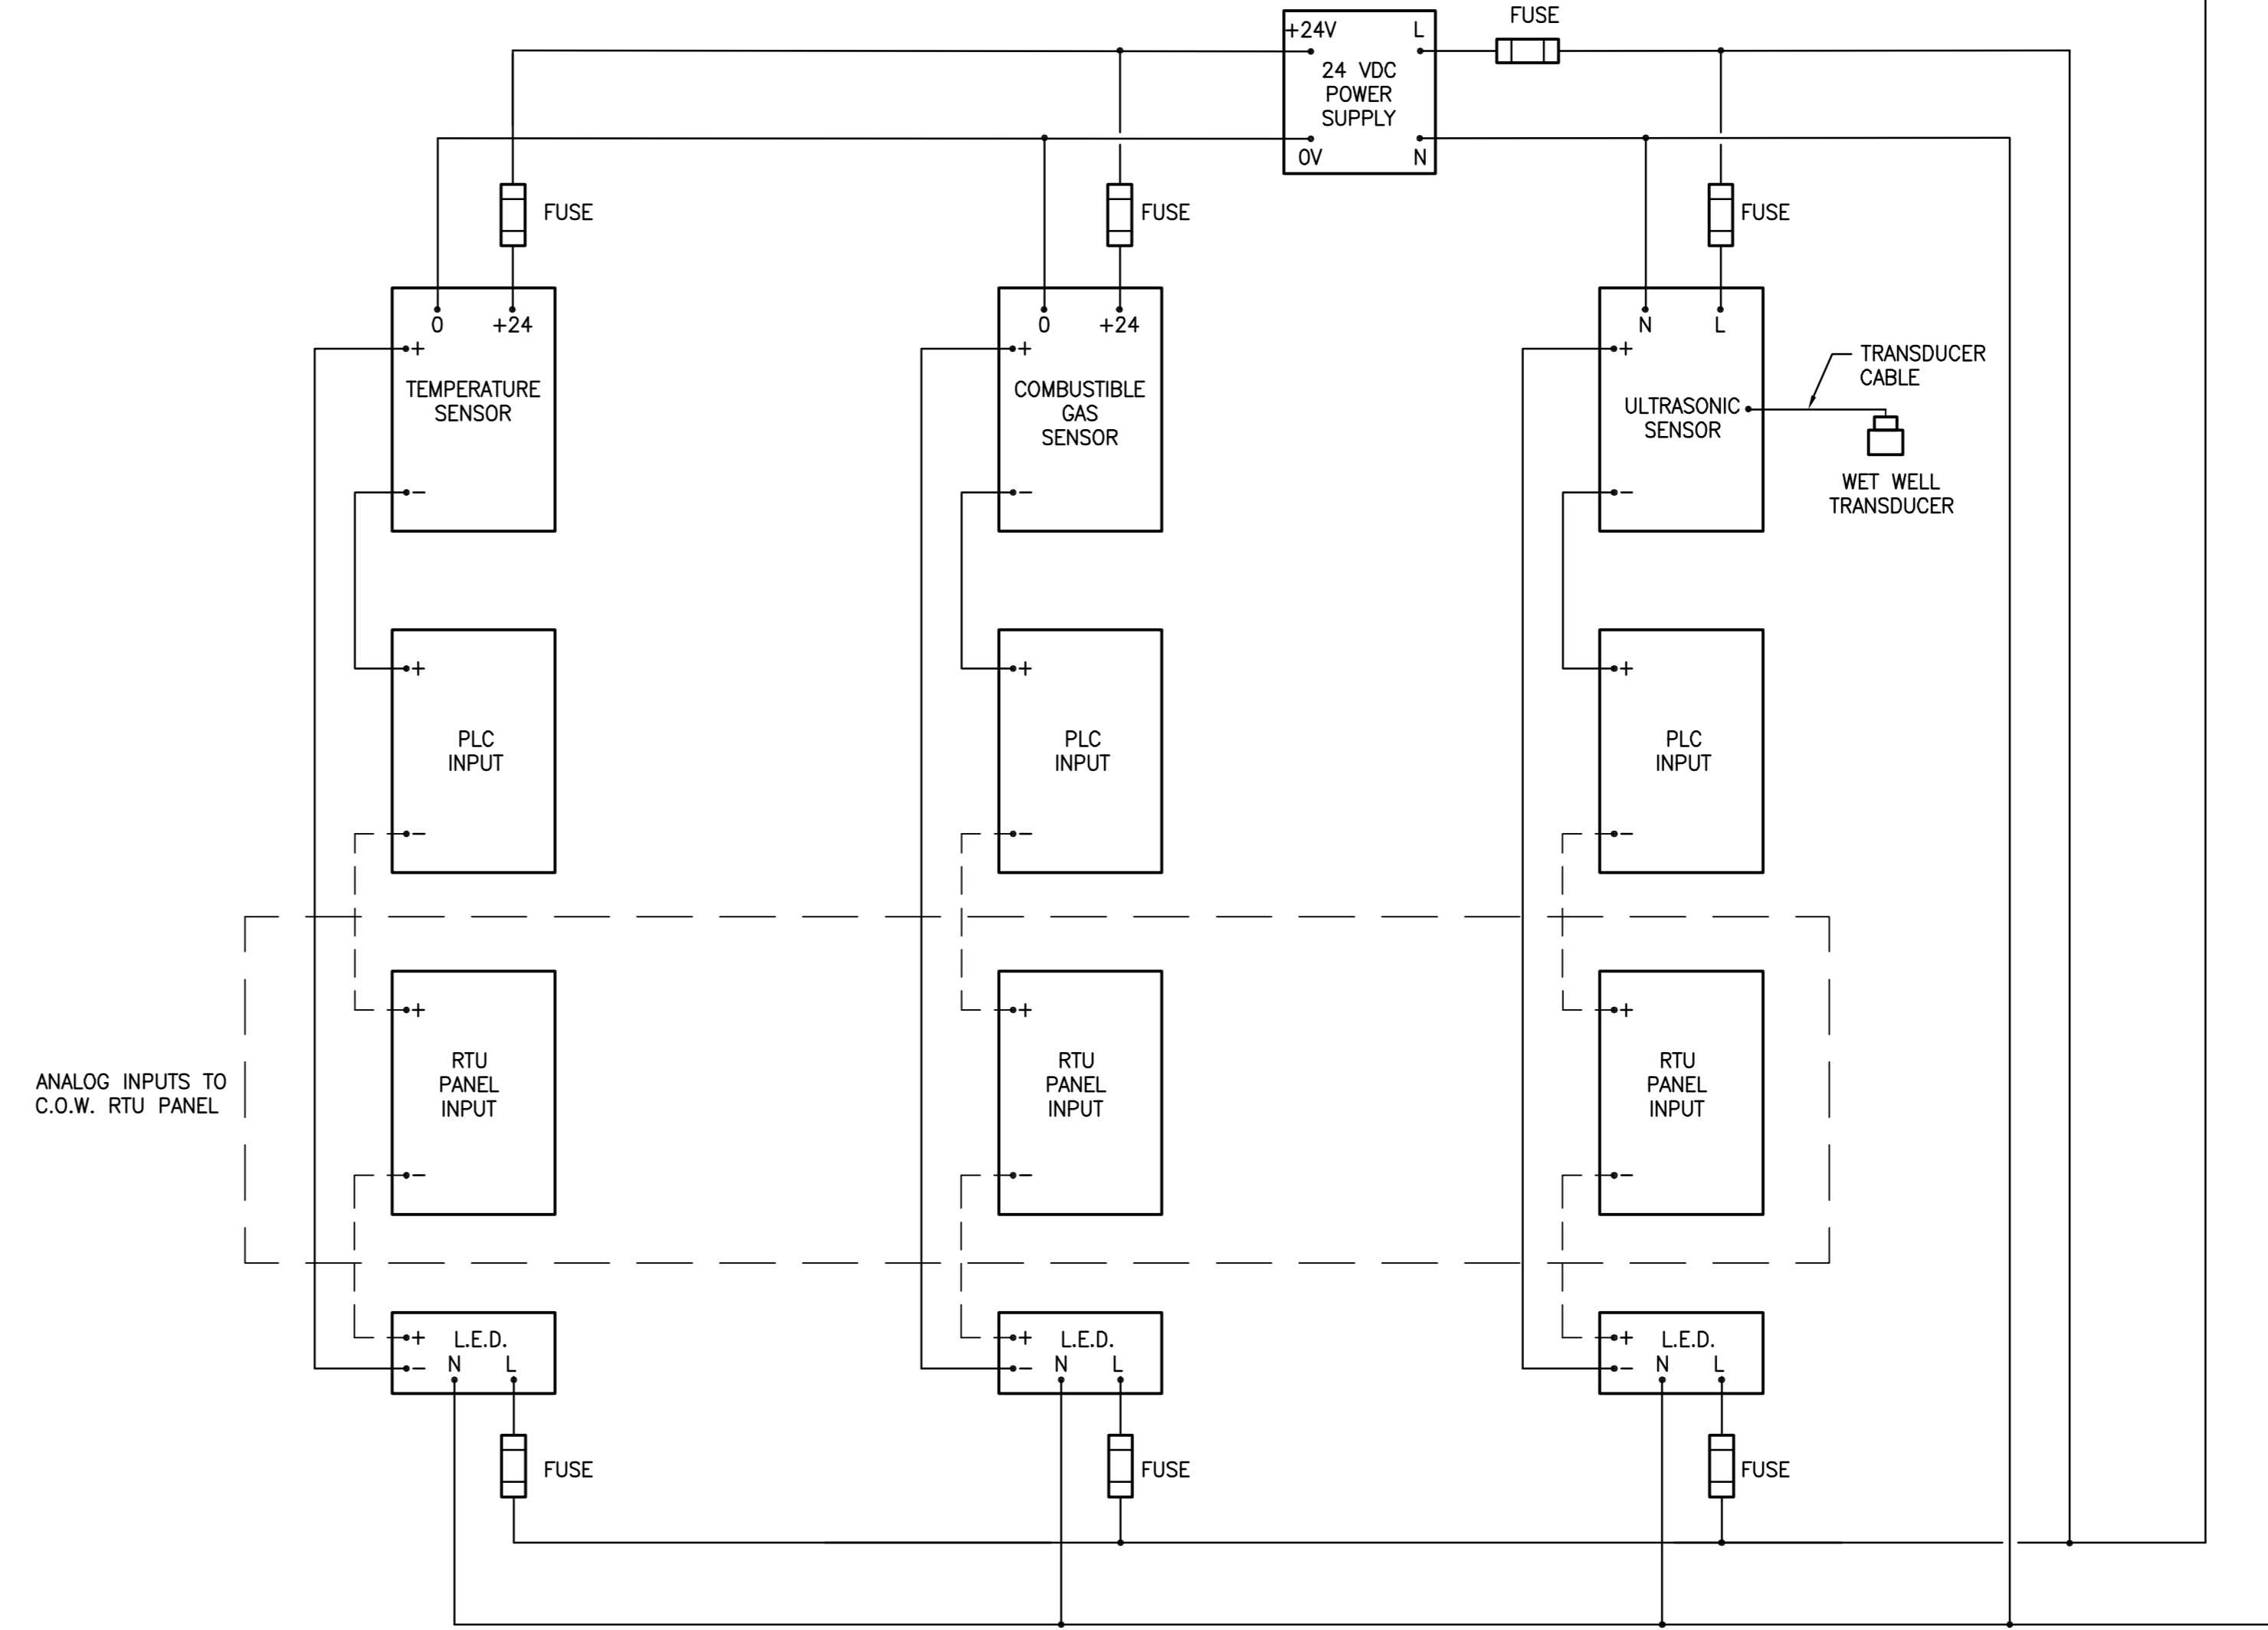 FUSE
+24V L
24 VDC
POWER
SUPPLY
0V N
FUSE
FUSE
FUSE
0 +24
+
TEMPERATURE
SENSOR
-
0 +24
+
COMBUSTIBLE
GAS
SENSOR
-
N L
+
ULTRASONIC
SENSOR
-
TRANSDUCER
CABLE
WET WELL
TRANSDUCER
+
PLC
INPUT
-
+
PLC
INPUT
-
+
PLC
INPUT
-
ANALOG INPUTS TO
C.O.W. RTU PANEL
+
RTU
PANEL
INPUT
-
+
RTU
PANEL
INPUT
-
+
RTU
PANEL
INPUT
-
+ L.E.D.
- N L
+ L.E.D.
- N L
+ L.E.D.
- N L
FUSE
FUSE
FUSE